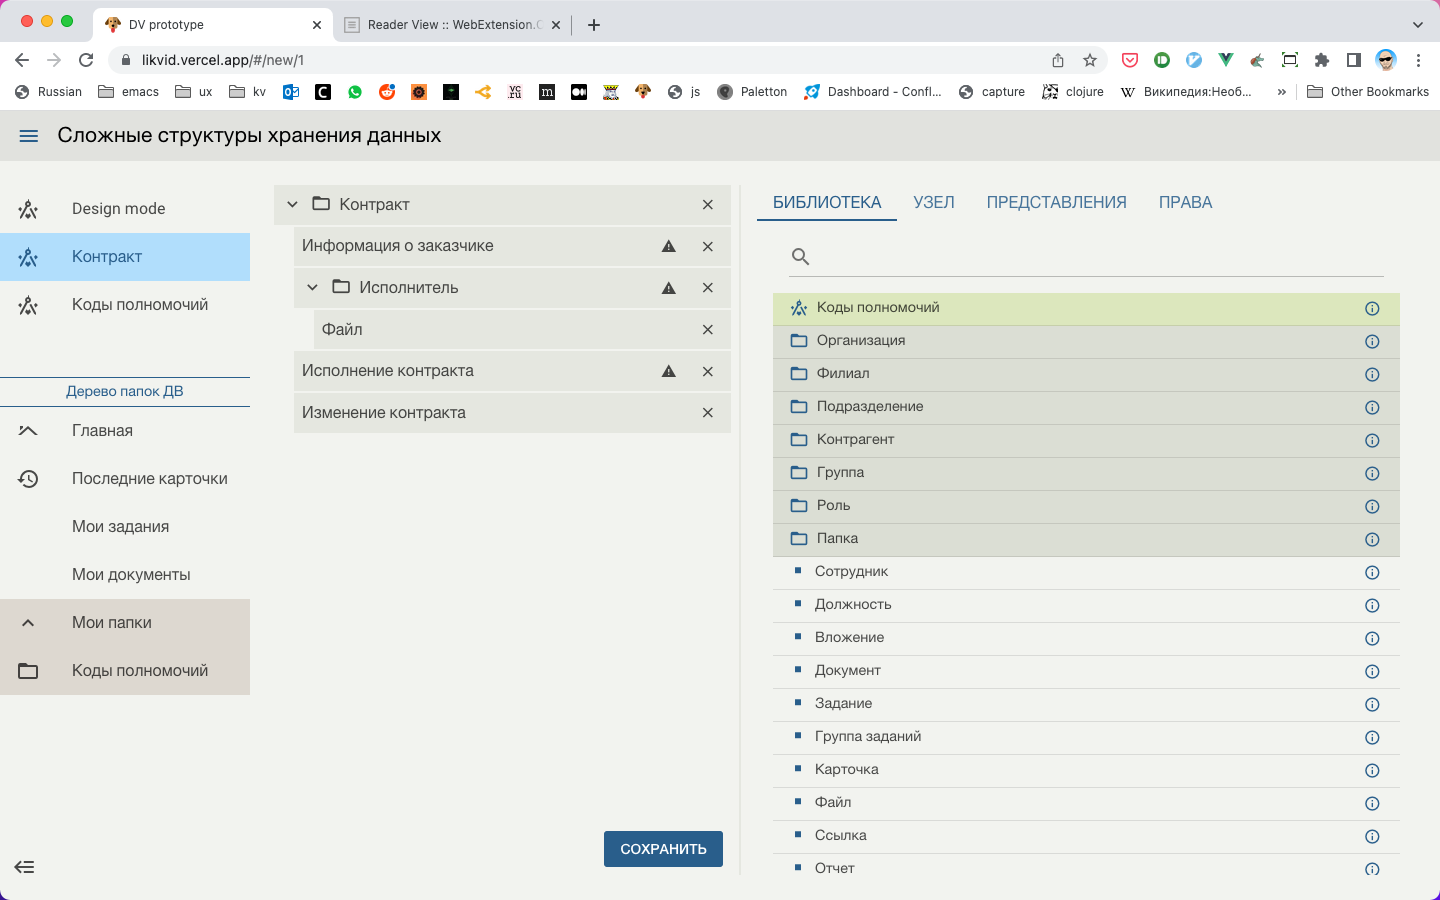 DV prototype
Reader View :: WebExtension.
likvid.vercel.app/#/new/1
Russian emacs ux kv js Paletton Dashboard - Confl... capture clojure Википедия:Необ... » Other Bookmarks
Сложные структуры хранения данных
Design mode
Контракт
Коды полномочий
Дерево папок ДВ
Главная
Последние карточки
Мои задания
Мои документы
Мои папки
Коды полномочий
Контракт
Информация о заказчике
Исполнитель
Файл
Исполнение контракта
Изменение контракта
СОХРАНИТЬ
БИБЛИОТЕКА УЗЕЛ ПРЕДСТАВЛЕНИЯ ПРАВА
Коды полномочий
Организация
Филиал
Подразделение
Контрагент
Группа
Роль
Папка
Сотрудник
Должность
Вложение
Документ
Задание
Группа заданий
Карточка
Файл
Ссылка
Отчет